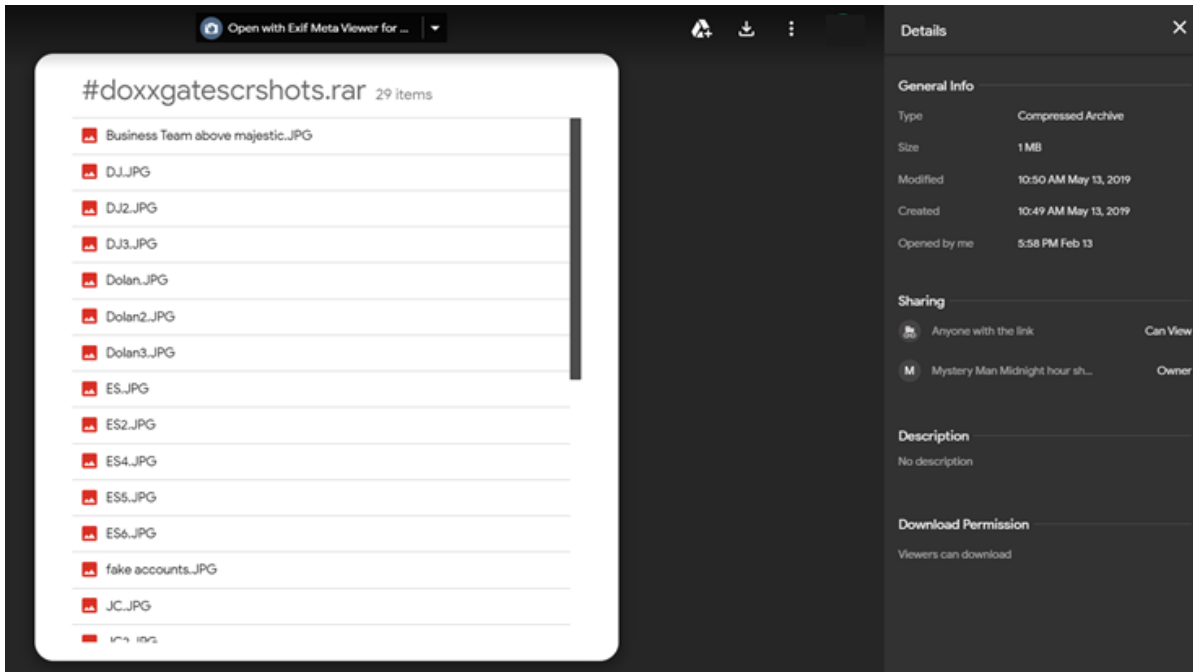 Open with Exif Meta Viewer for ...
#doxxgatescrshots.rar 29 items
Business Team above majestic.JPG
DJ.JPG
DJ2.JPG
DJ3.JPG
Dolan.JPG
Dolan2.JPG
Dolan3.JPG
ES.JPG
ES2.JPG
ES4.JPG
ES5.JPG
ES6.JPG
fake accounts.JPG
JC.JPG
JC2.JPG
Details
General Info
Type Compressed Archive
Size 1 MB
Modified 10:50 AM May 13, 2019
Created 10:49 AM May 13, 2019
Opened by me 5:58 PM Feb 13
Sharing
Anyone with the link Can View
M Mystery Man Midnight hour sh... Owner
Description
No description
Download Permission
Viewers can download